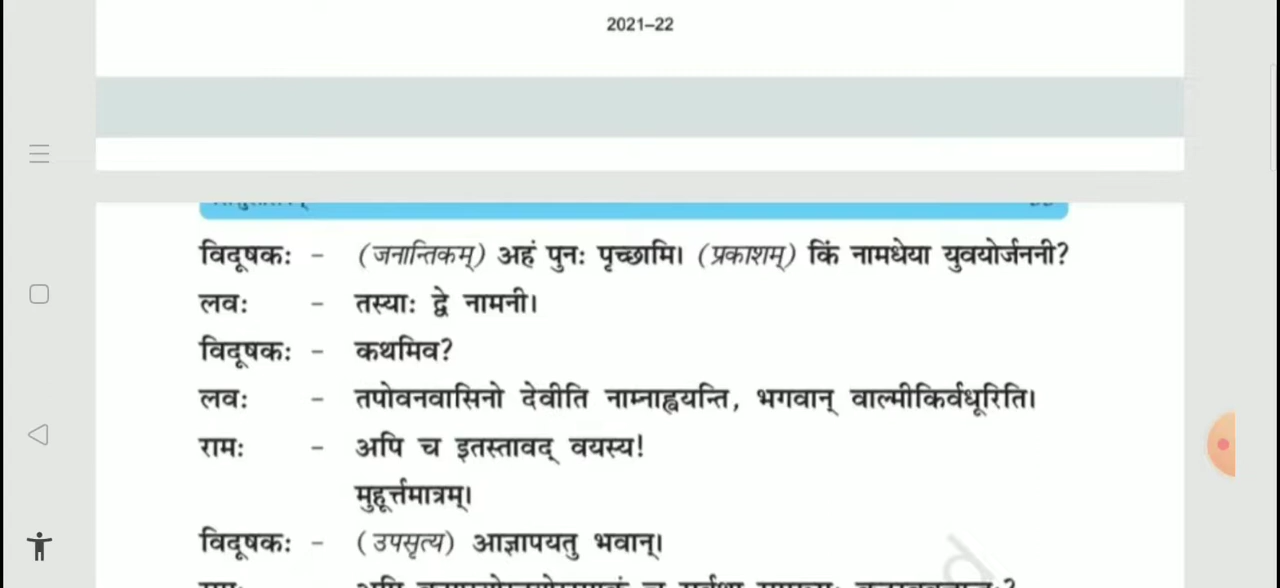 2021–22
विदूषकः – (जनान्तिकम्) अहं पुनः पृच्छामि। (प्रकाशम्) किं नामधेया युवयोर्जननी?
लवः – तस्याः द्वे नामनी।
विदूषकः – कथमिव?
लवः – तपोवनवासिनो देवीति नाम्नाह्वयन्ति, भगवान् वाल्मीकिर्वधूरिति।
रामः – अपि च इतस्तावद् वयस्य!
मुहूर्त्तमात्रम्।
विदूषकः – (उपसृत्य) आज्ञापयतु भवान्।